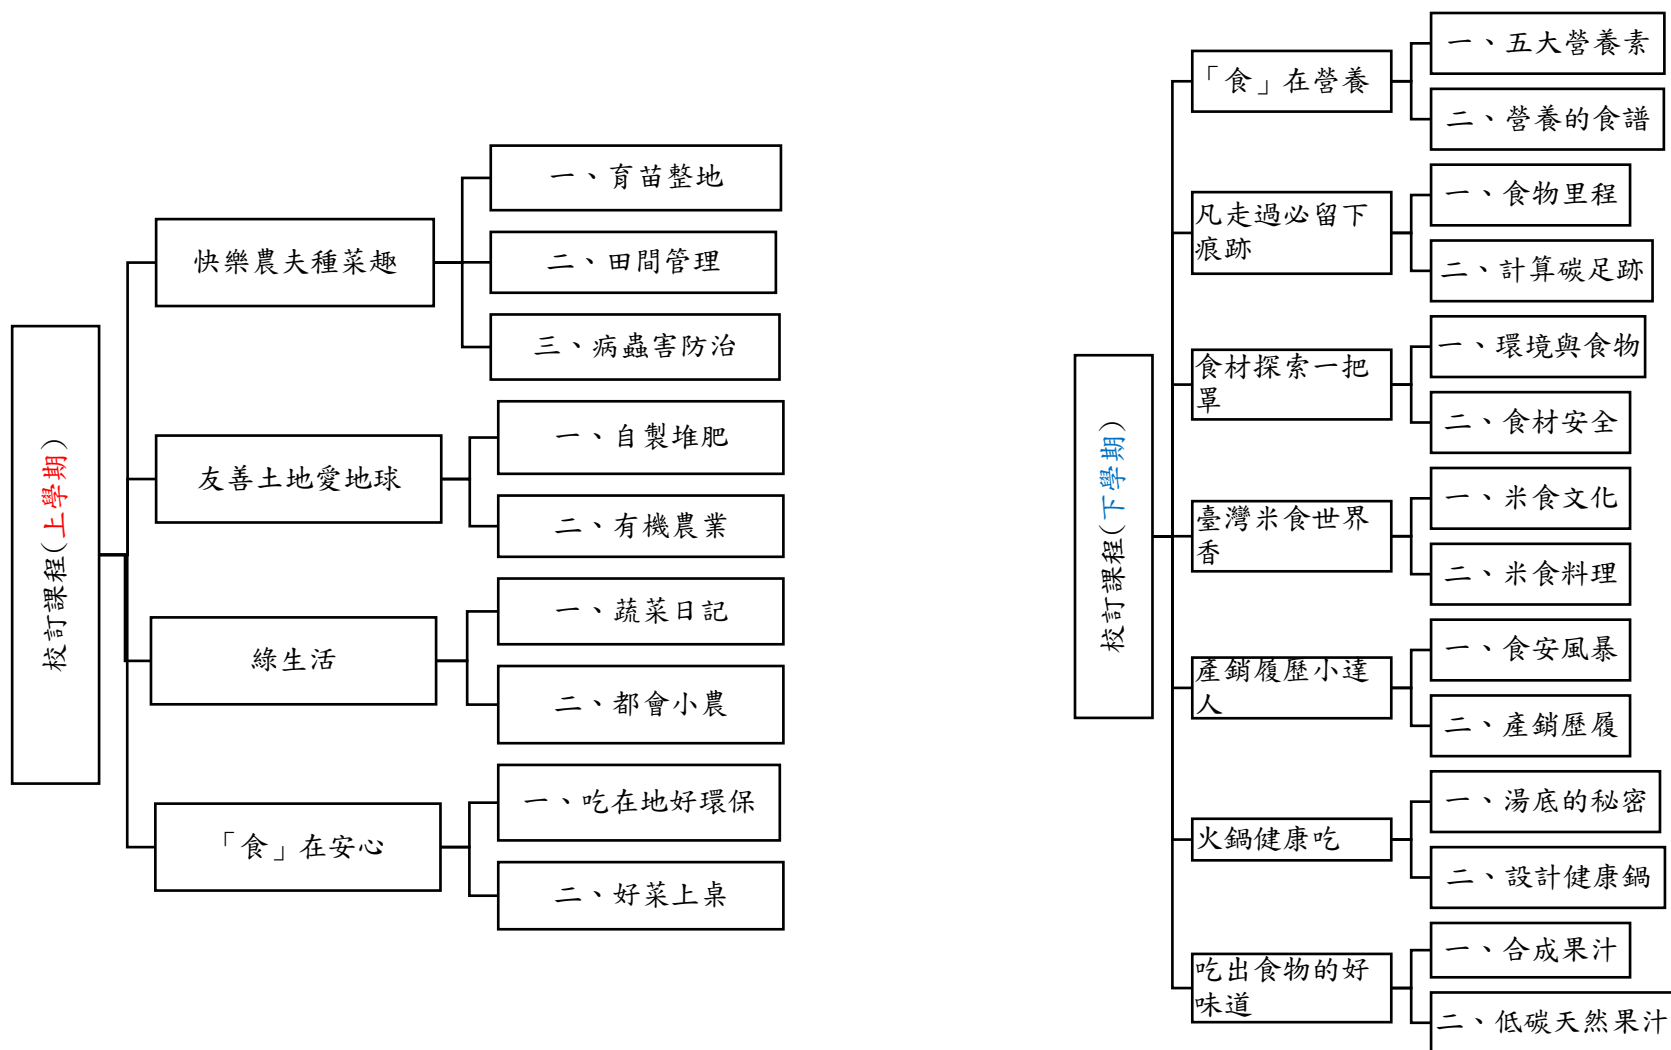 校訂課程(上學期)
快樂農夫種菜趣
一、育苗整地
二、田間管理
三、病蟲害防治
友善土地愛地球
一、自製堆肥
二、有機農業
綠生活
一、蔬菜日記
二、都會小農
「食」在安心
一、吃在地好環保
二、好菜上桌
校訂課程(下學期)
「食」在營養
一、五大營養素
二、營養的食譜
凡走過必留下
痕跡
一、食物里程
二、計算碳足跡
食材探索一把
罩
一、環境與食物
二、食材安全
臺灣米食世界
香
一、米食文化
二、米食料理
產銷履歷小達
人
一、食安風暴
二、產銷歷履
火鍋健康吃
一、湯底的秘密
二、設計健康鍋
吃出食物的好
味道
一、合成果汁
二、低碳天然果汁